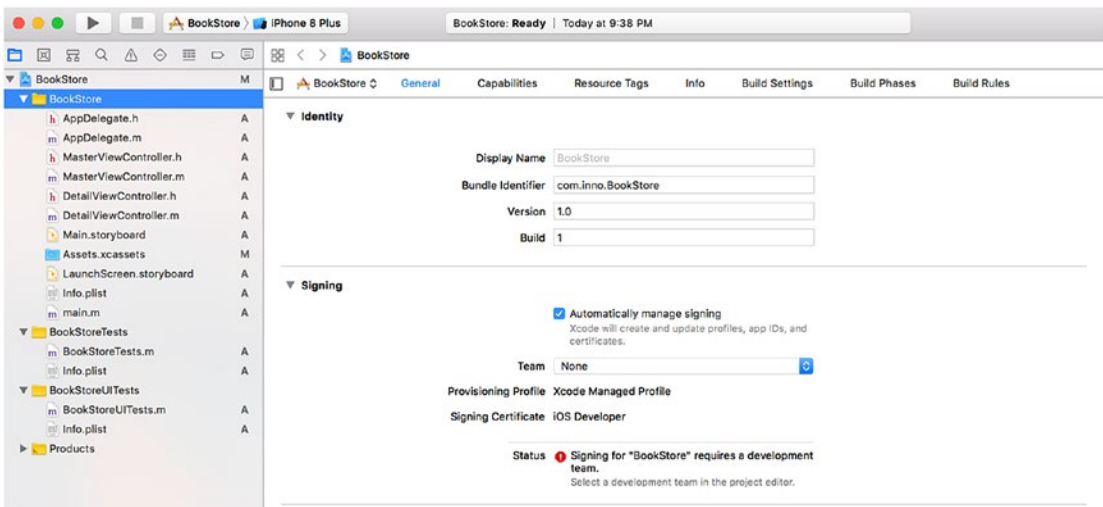 BookStore iPhone 8 Plus BookStore: Ready | Today at 9:38 PM
BookStore
BookStore M
BookStore General Capabilities Resource Tags Info Build Settings Build Phases Build Rules
BookStore
AppDelegate.h A
AppDelegate.m A
MasterViewController.h A
MasterViewController.m A
DetailViewController.h A
DetailViewController.m A
Main.storyboard A
Assets.xcassets M
LaunchScreen.storyboard A
Info.plist A
main.m A
BookStoreTests
BookStoreTests.m A
Info.plist A
BookStoreUITests
BookStoreUITests.m A
Info.plist A
Products
Identity
Display Name BookStore
Bundle Identifier com.inno.BookStore
Version 1.0
Build 1
Signing
Automatically manage signing
Xcode will create and update profiles, app IDs, and
certificates.
Team None
Provisioning Profile Xcode Managed Profile
Signing Certificate iOS Developer
Status Signing for "BookStore" requires a development
team.
Select a development team in the project editor.